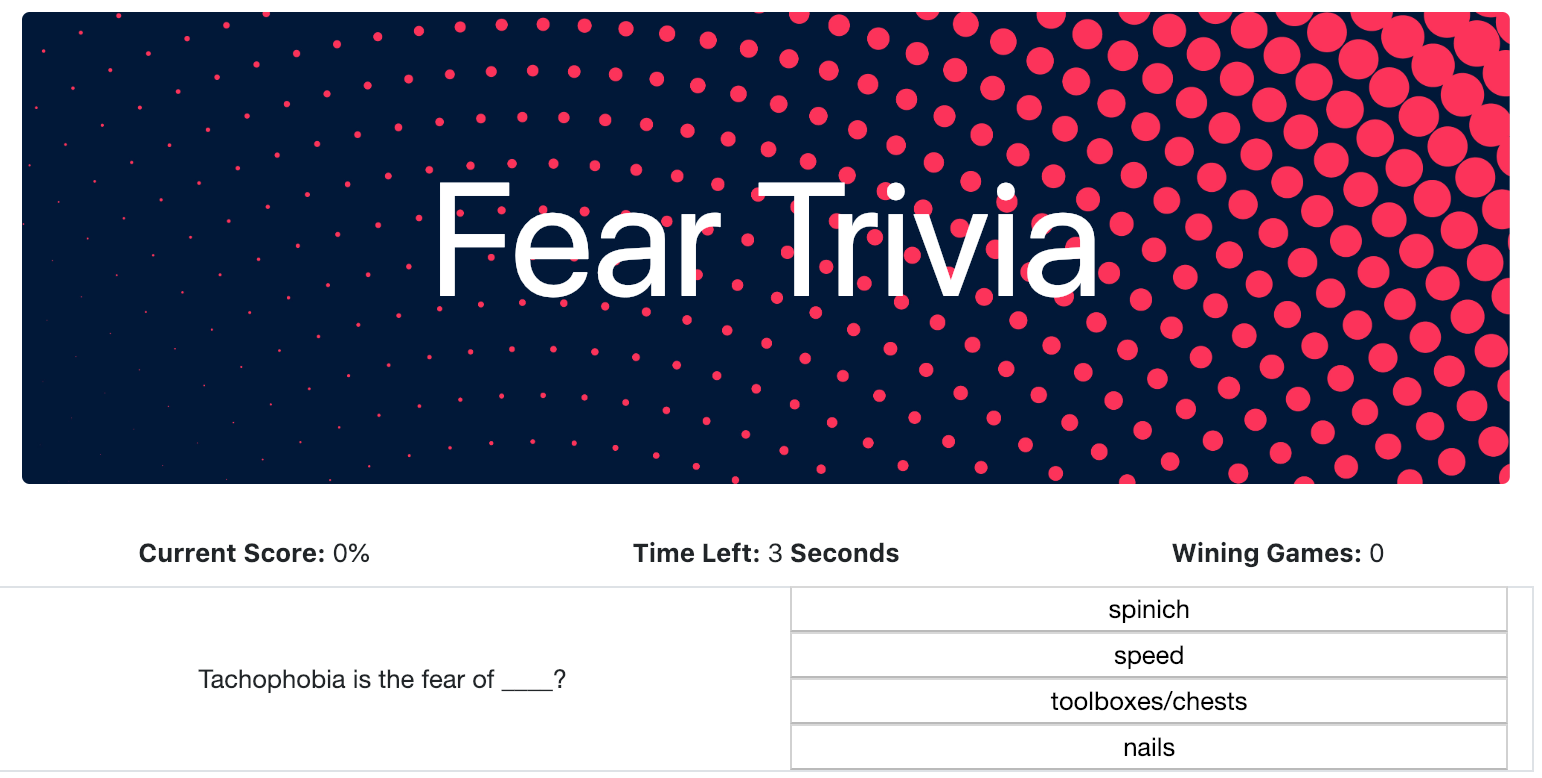 Fear Trivia
Current Score: 0%
Time Left: 3 Seconds
Wining Games: 0
Tachophobia is the fear of ____?
spinich
speed
toolboxes/chests
nails